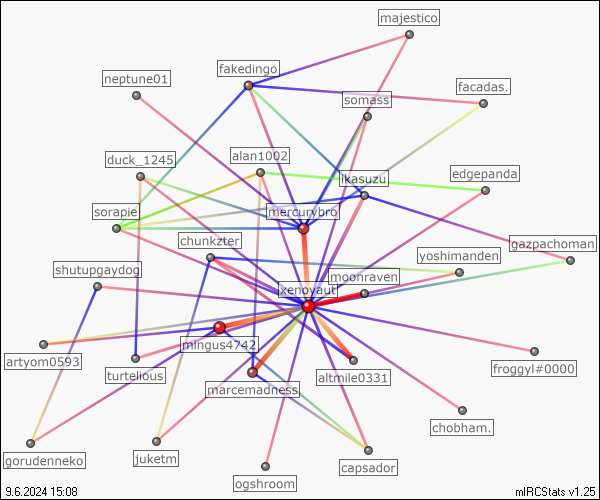 majestico
fakedingo
neptune01
facadas.
somass
duck_1245
alan1002
ikasuzu
edgepanda
sorapie
mercurybro
chunkzter
gazpachoman
yoshimanden
shutupgaydog
moonraven
xenoyaut
mingus4742
artyom0593
turtelious
altmile0331
froggyl#0000
marcemadness
chobham.
gorudenneko
juketm
capsador
ogshroom
9.6.2024 15:08
mIRCStats v1.25